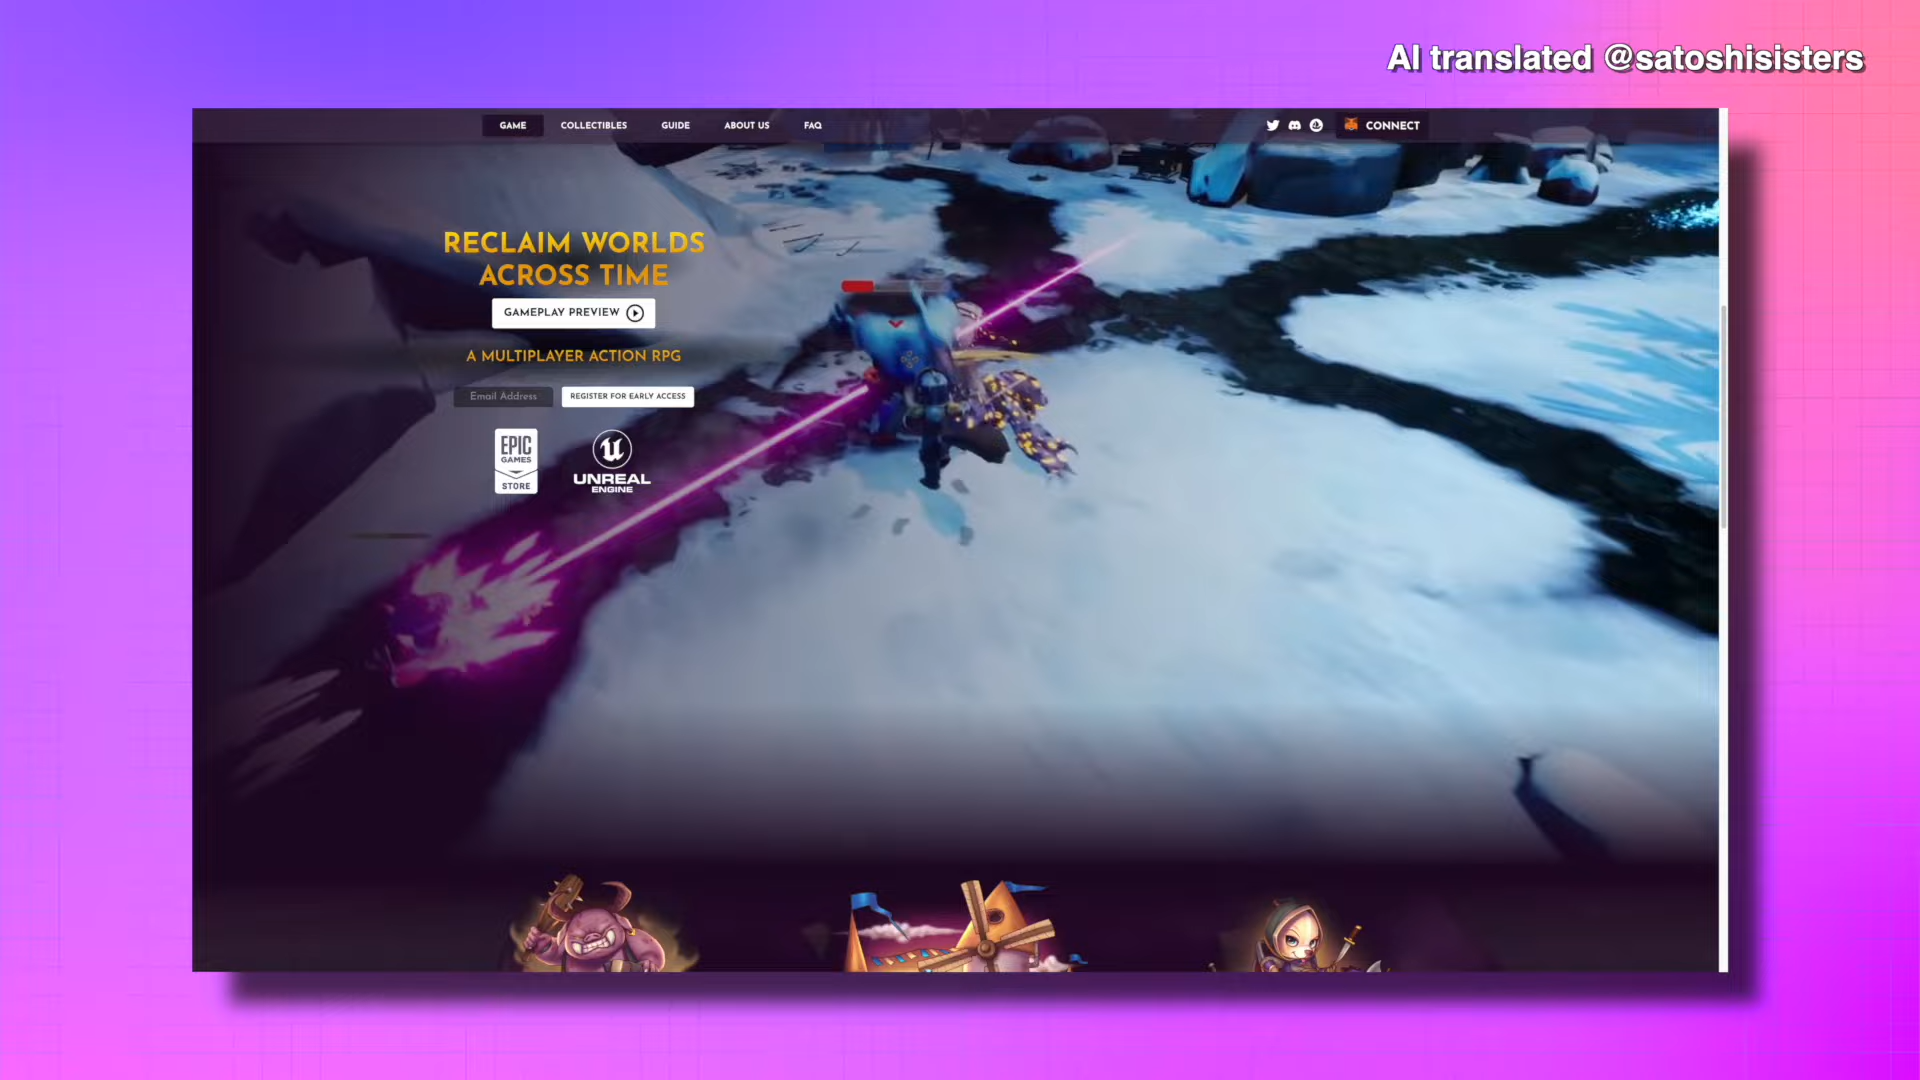 AI translated @satoshisisters
GAME COLLECTIBLES GUIDE ABOUT US FAQ CONNECT
RECLAIM WORLDS
ACROSS TIME
GAMEPLAY PREVIEW
A MULTIPLAYER ACTION RPG
Email Address REGISTER FOR EARLY ACCESS
EPIC
GAMES
STORE
UNREAL
ENGINE